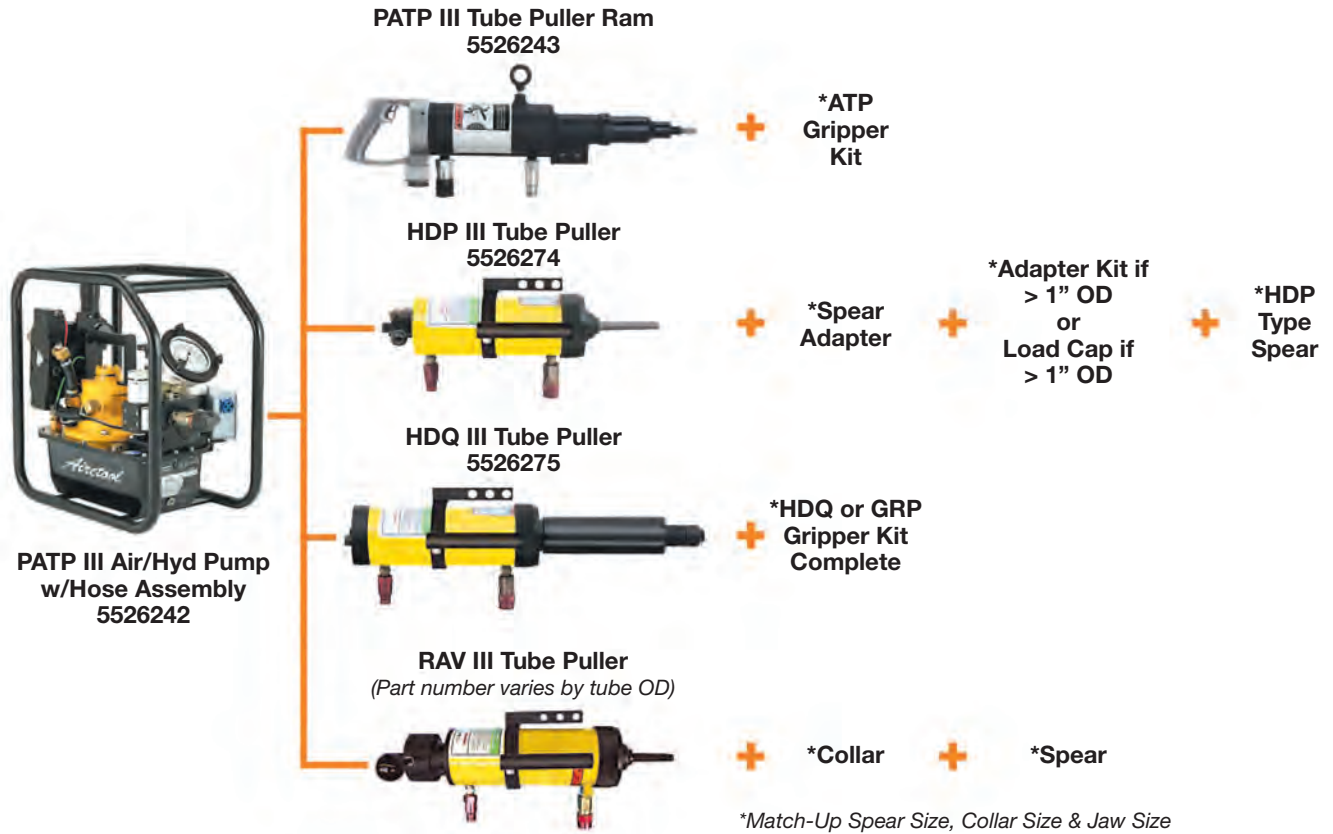 PATP III Tube Puller Ram
5526243
*ATP
Gripper
Kit
HDP III Tube Puller
5526274
*Spear
Adapter
*Adapter Kit if
> 1” OD
or
Load Cap if
> 1” OD
*HDP
Type
Spear
Airetool
PATP III Air/Hyd Pump
w/Hose Assembly
5526242
HDQ III Tube Puller
5526275
*HDQ or GRP
Gripper Kit
Complete
RAV III Tube Puller
(Part number varies by tube OD)
*Collar
*Spear
*Match-Up Spear Size, Collar Size & Jaw Size